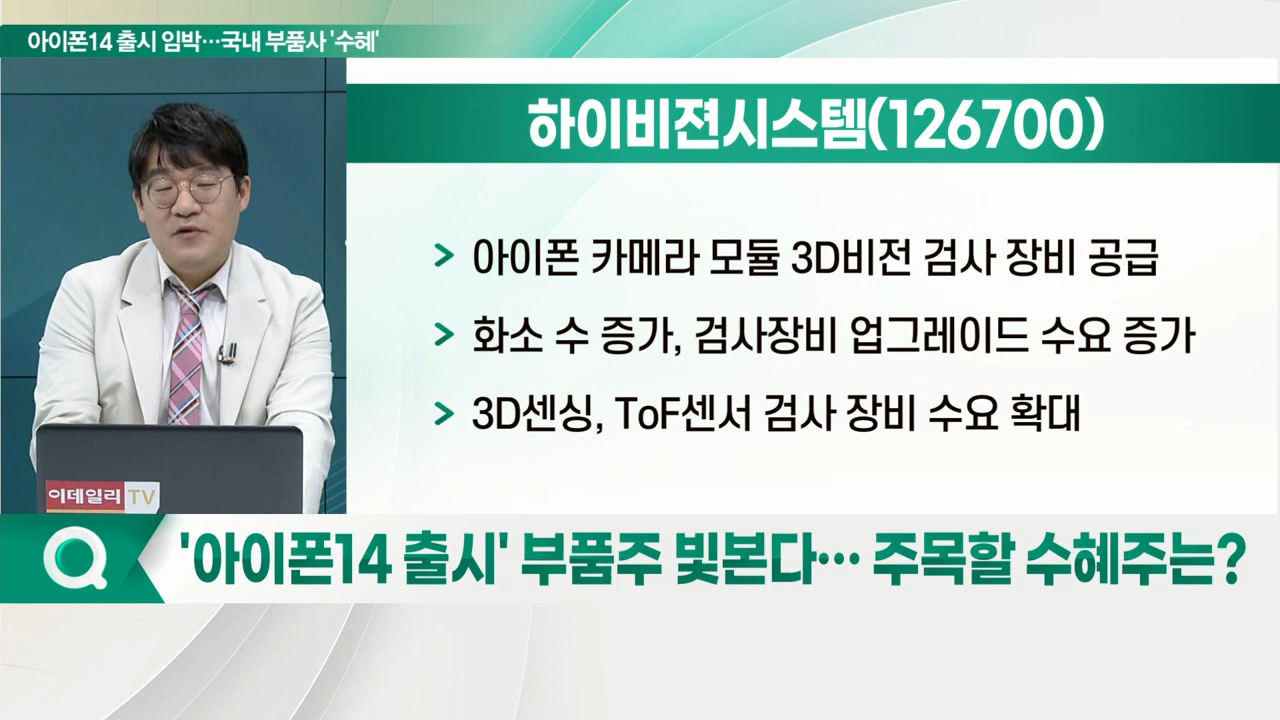 아이폰14 출시 임박…국내 부품사 '수혜'
하이비젼시스템(126700)
> 아이폰 카메라 모듈 3D비전 검사 장비 공급
> 화소 수 증가, 검사장비 업그레이드 수요 증가
> 3D센싱, ToF센서 검사 장비 수요 확대
이데일리 TV
Q '아이폰14 출시' 부품주 빛본다… 주목할 수혜주는?